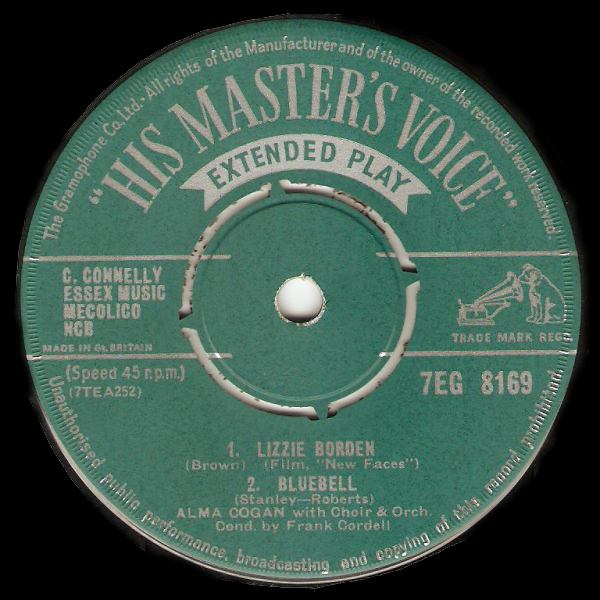 The Gramophone Co. Ltd. · All rights of the Manufacturer and of the owner of the recorded work reserved.
"HIS MASTER'S VOICE"
EXTENDED PLAY
C. CONNELLY
ESSEX MUSIC
MECOLICO
NCB
MADE IN Gt. BRITAIN
TRADE MARK REG
(Speed 45 r.p.m.)
(7TEA252)
7EG 8169
1. LIZZIE BORDEN
(Brown) (Film, "New Faces")
2. BLUEBELL
(Stanley—Roberts)
ALMA COGAN with Choir & Orch.
Cond. by Frank Cordell
Unauthorised public performance, broadcasting and copying of this record prohibited.